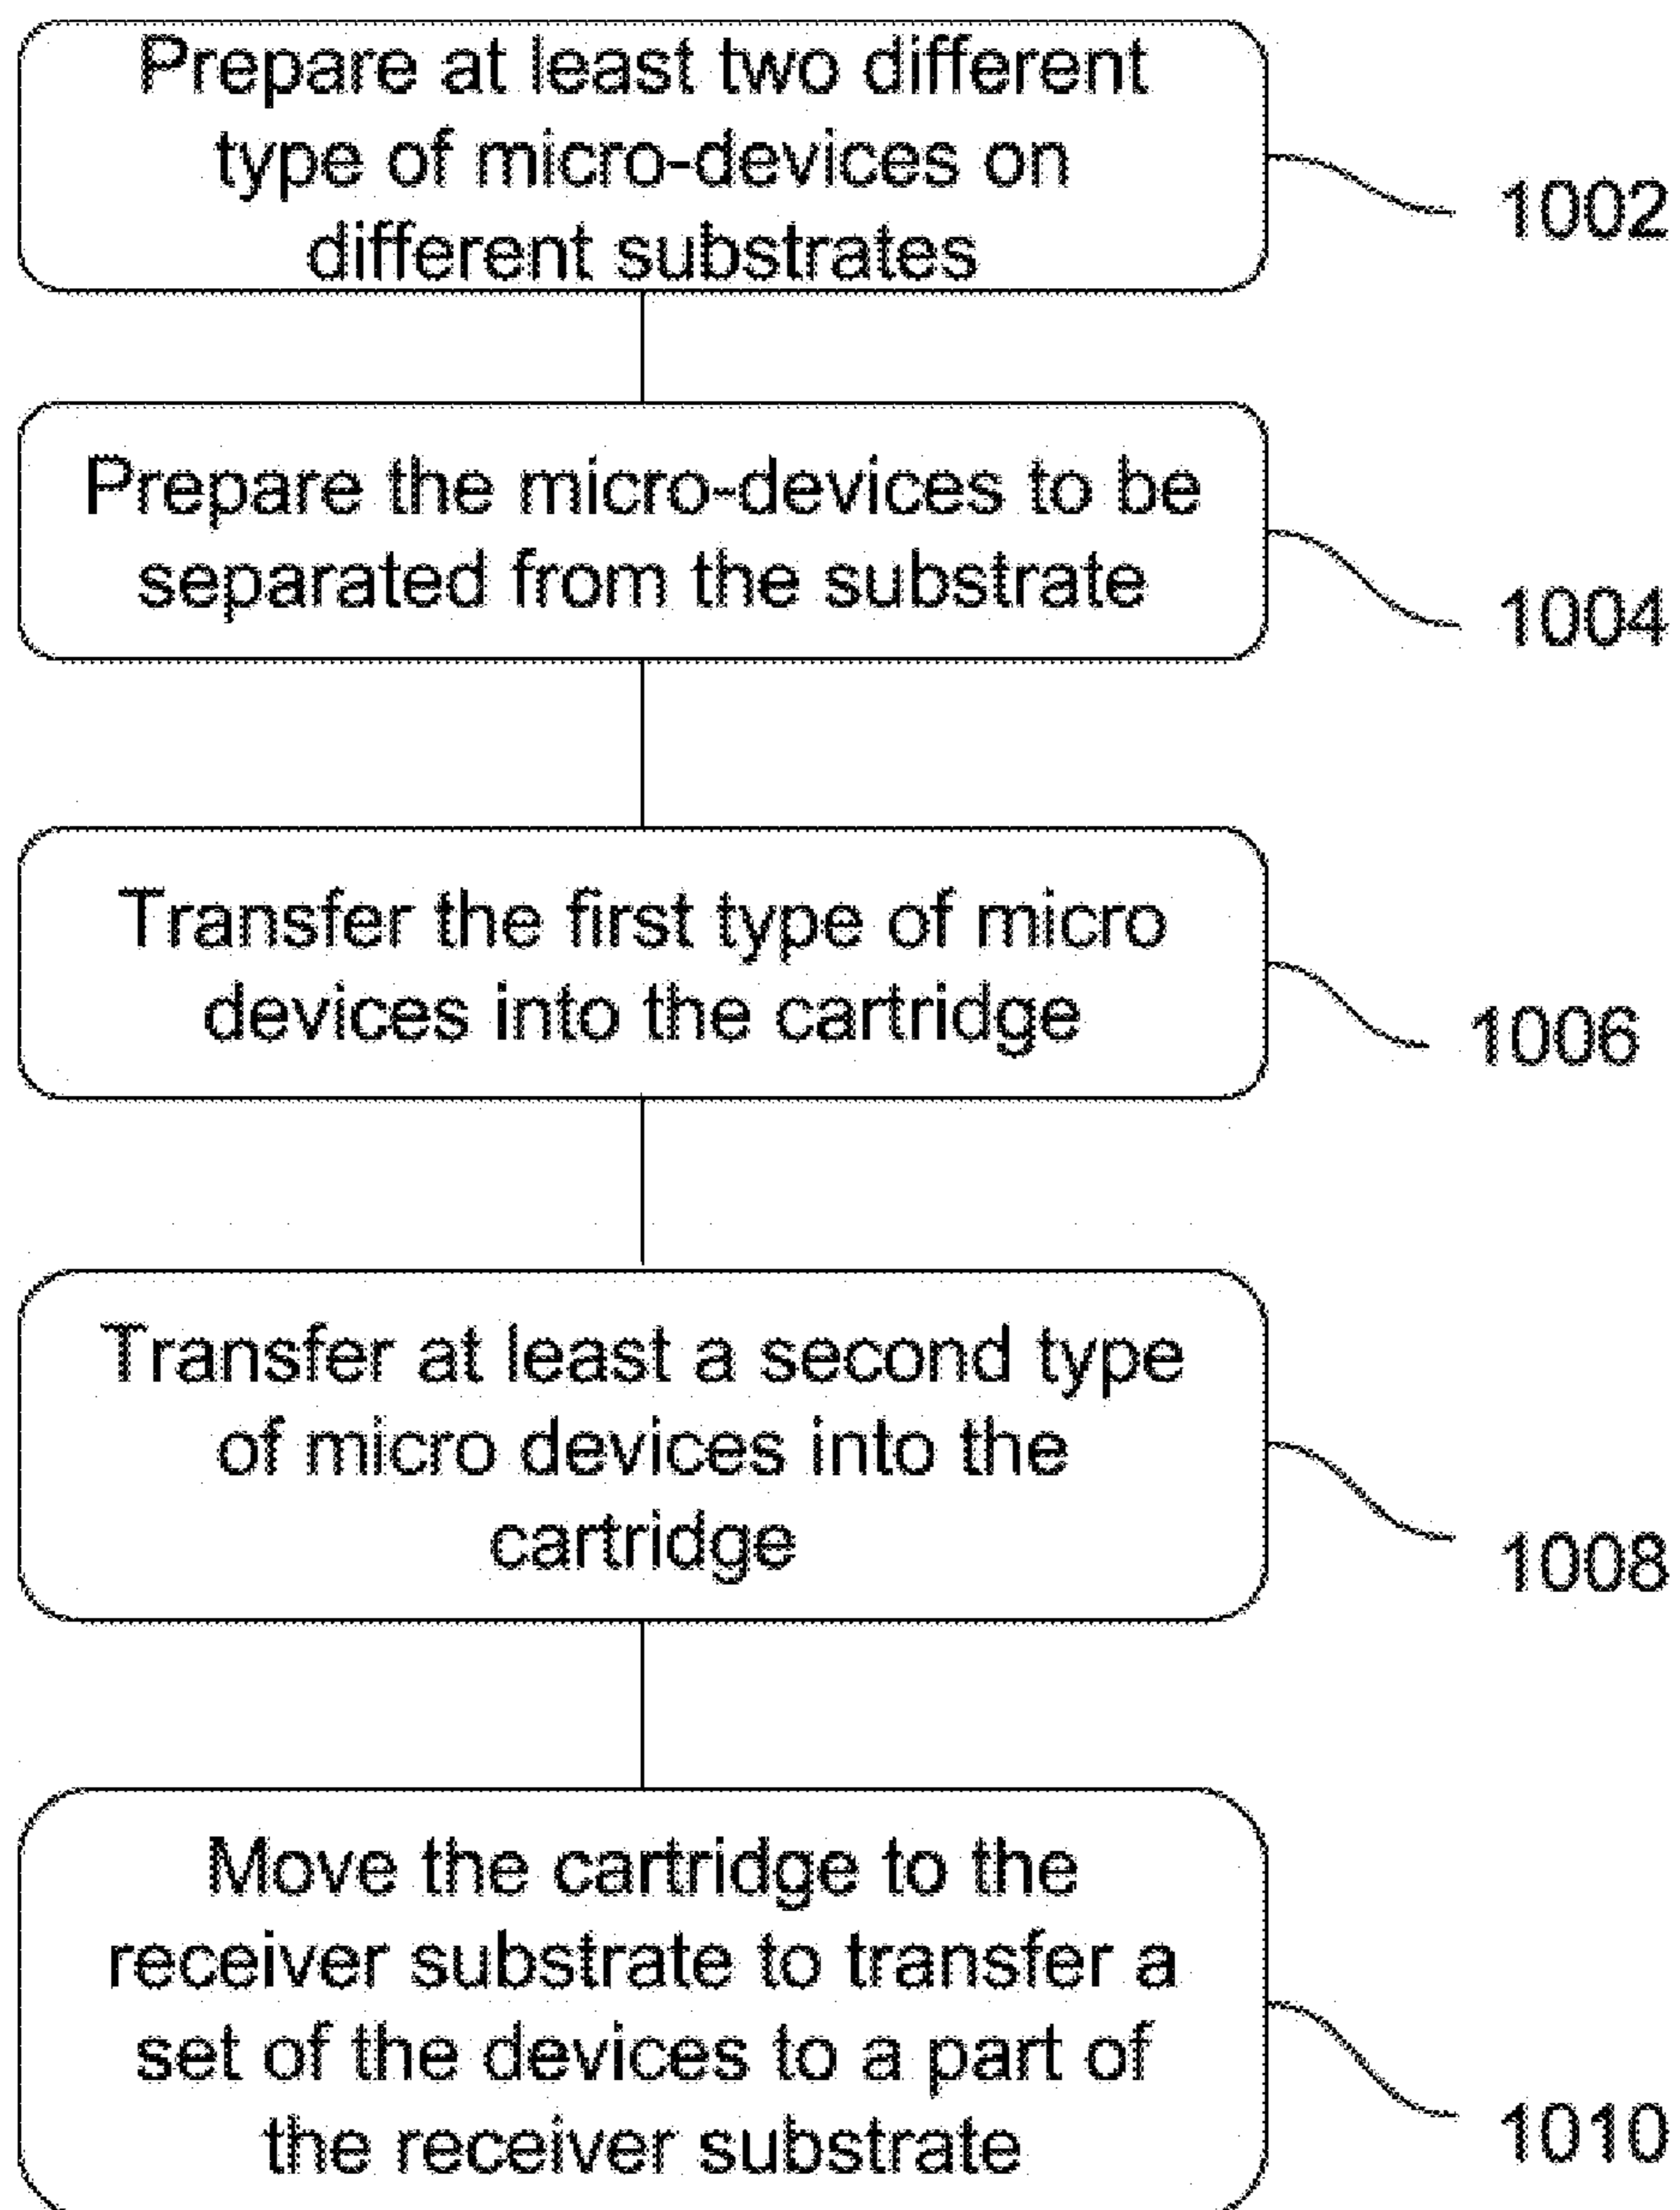 Prepare at least two different
type of micro-devices on
different substrates
1002
Prepare the micro-devices to be
separated from the substrate
1004
Transfer the first type of micro
devices into the cartridge
1006
Transfer at least a second type
of micro devices into the
cartridge
1008
Move the cartridge to the
receiver substrate to transfer a
set of the devices to a part of
the receiver substrate
1010